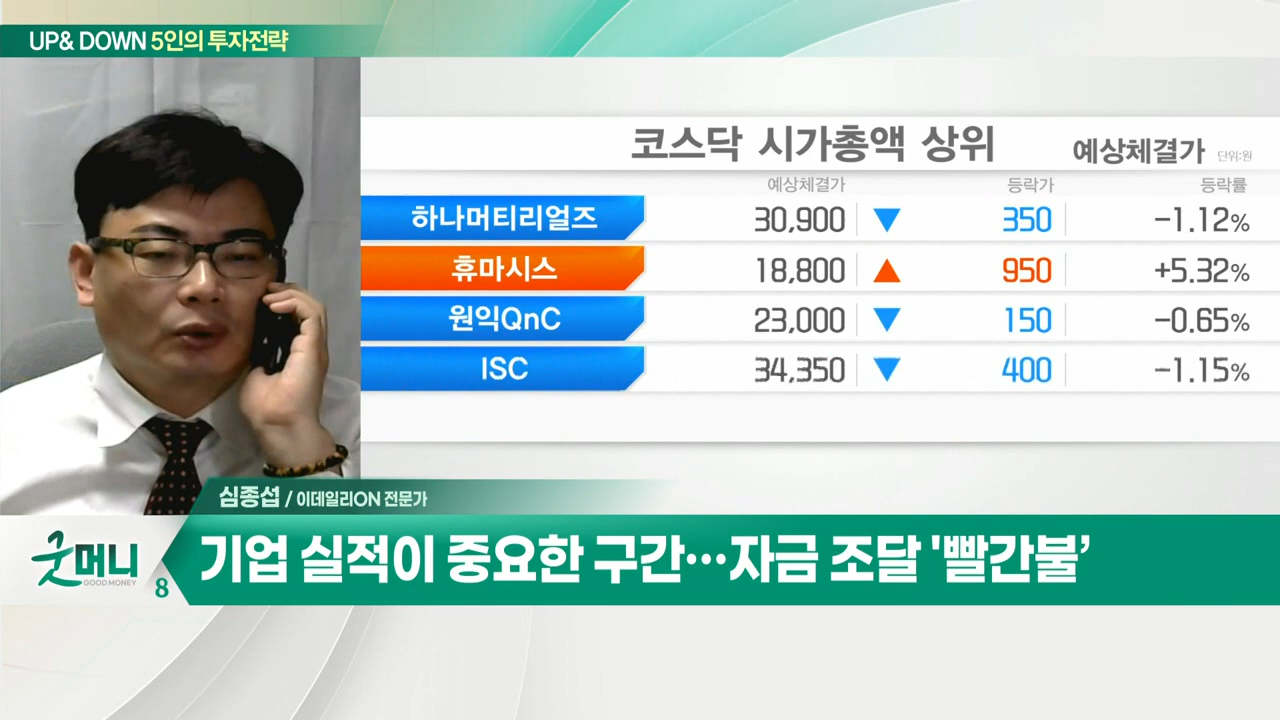 UP& DOWN 5인의 투자전략
코스닥 시가총액 상위 예상체결가 단위:원
예상체결가 등락가 등락률
하나머티리얼즈 30,900 ▼ 350 -1.12%
휴마시스 18,800 ▲ 950 +5.32%
원익QnC 23,000 ▼ 150 -0.65%
ISC 34,350 ▼ 400 -1.15%
심종섭 / 이데일리ON 전문가
굿머니
GOOD MONEY
8
기업 실적이 중요한 구간…자금 조달 '빨간불’